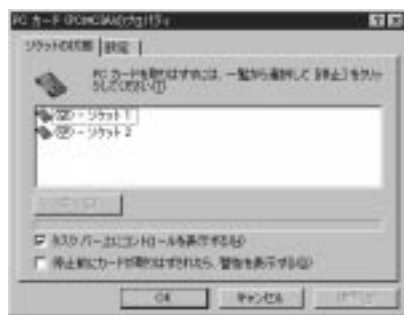 PC カード (PCMCIA)のプロパティ
ソケットの状態
設定
PC カードを取りはずすには、一覧から選択して [停止] をクリッ
クしてください(T)
(空) - ソケット 1
(空) - ソケット 2
タスク バー上にコントロールを表示する(S)
停止前にカードが取りはずされたら、警告を表示する
OK
キャンセル